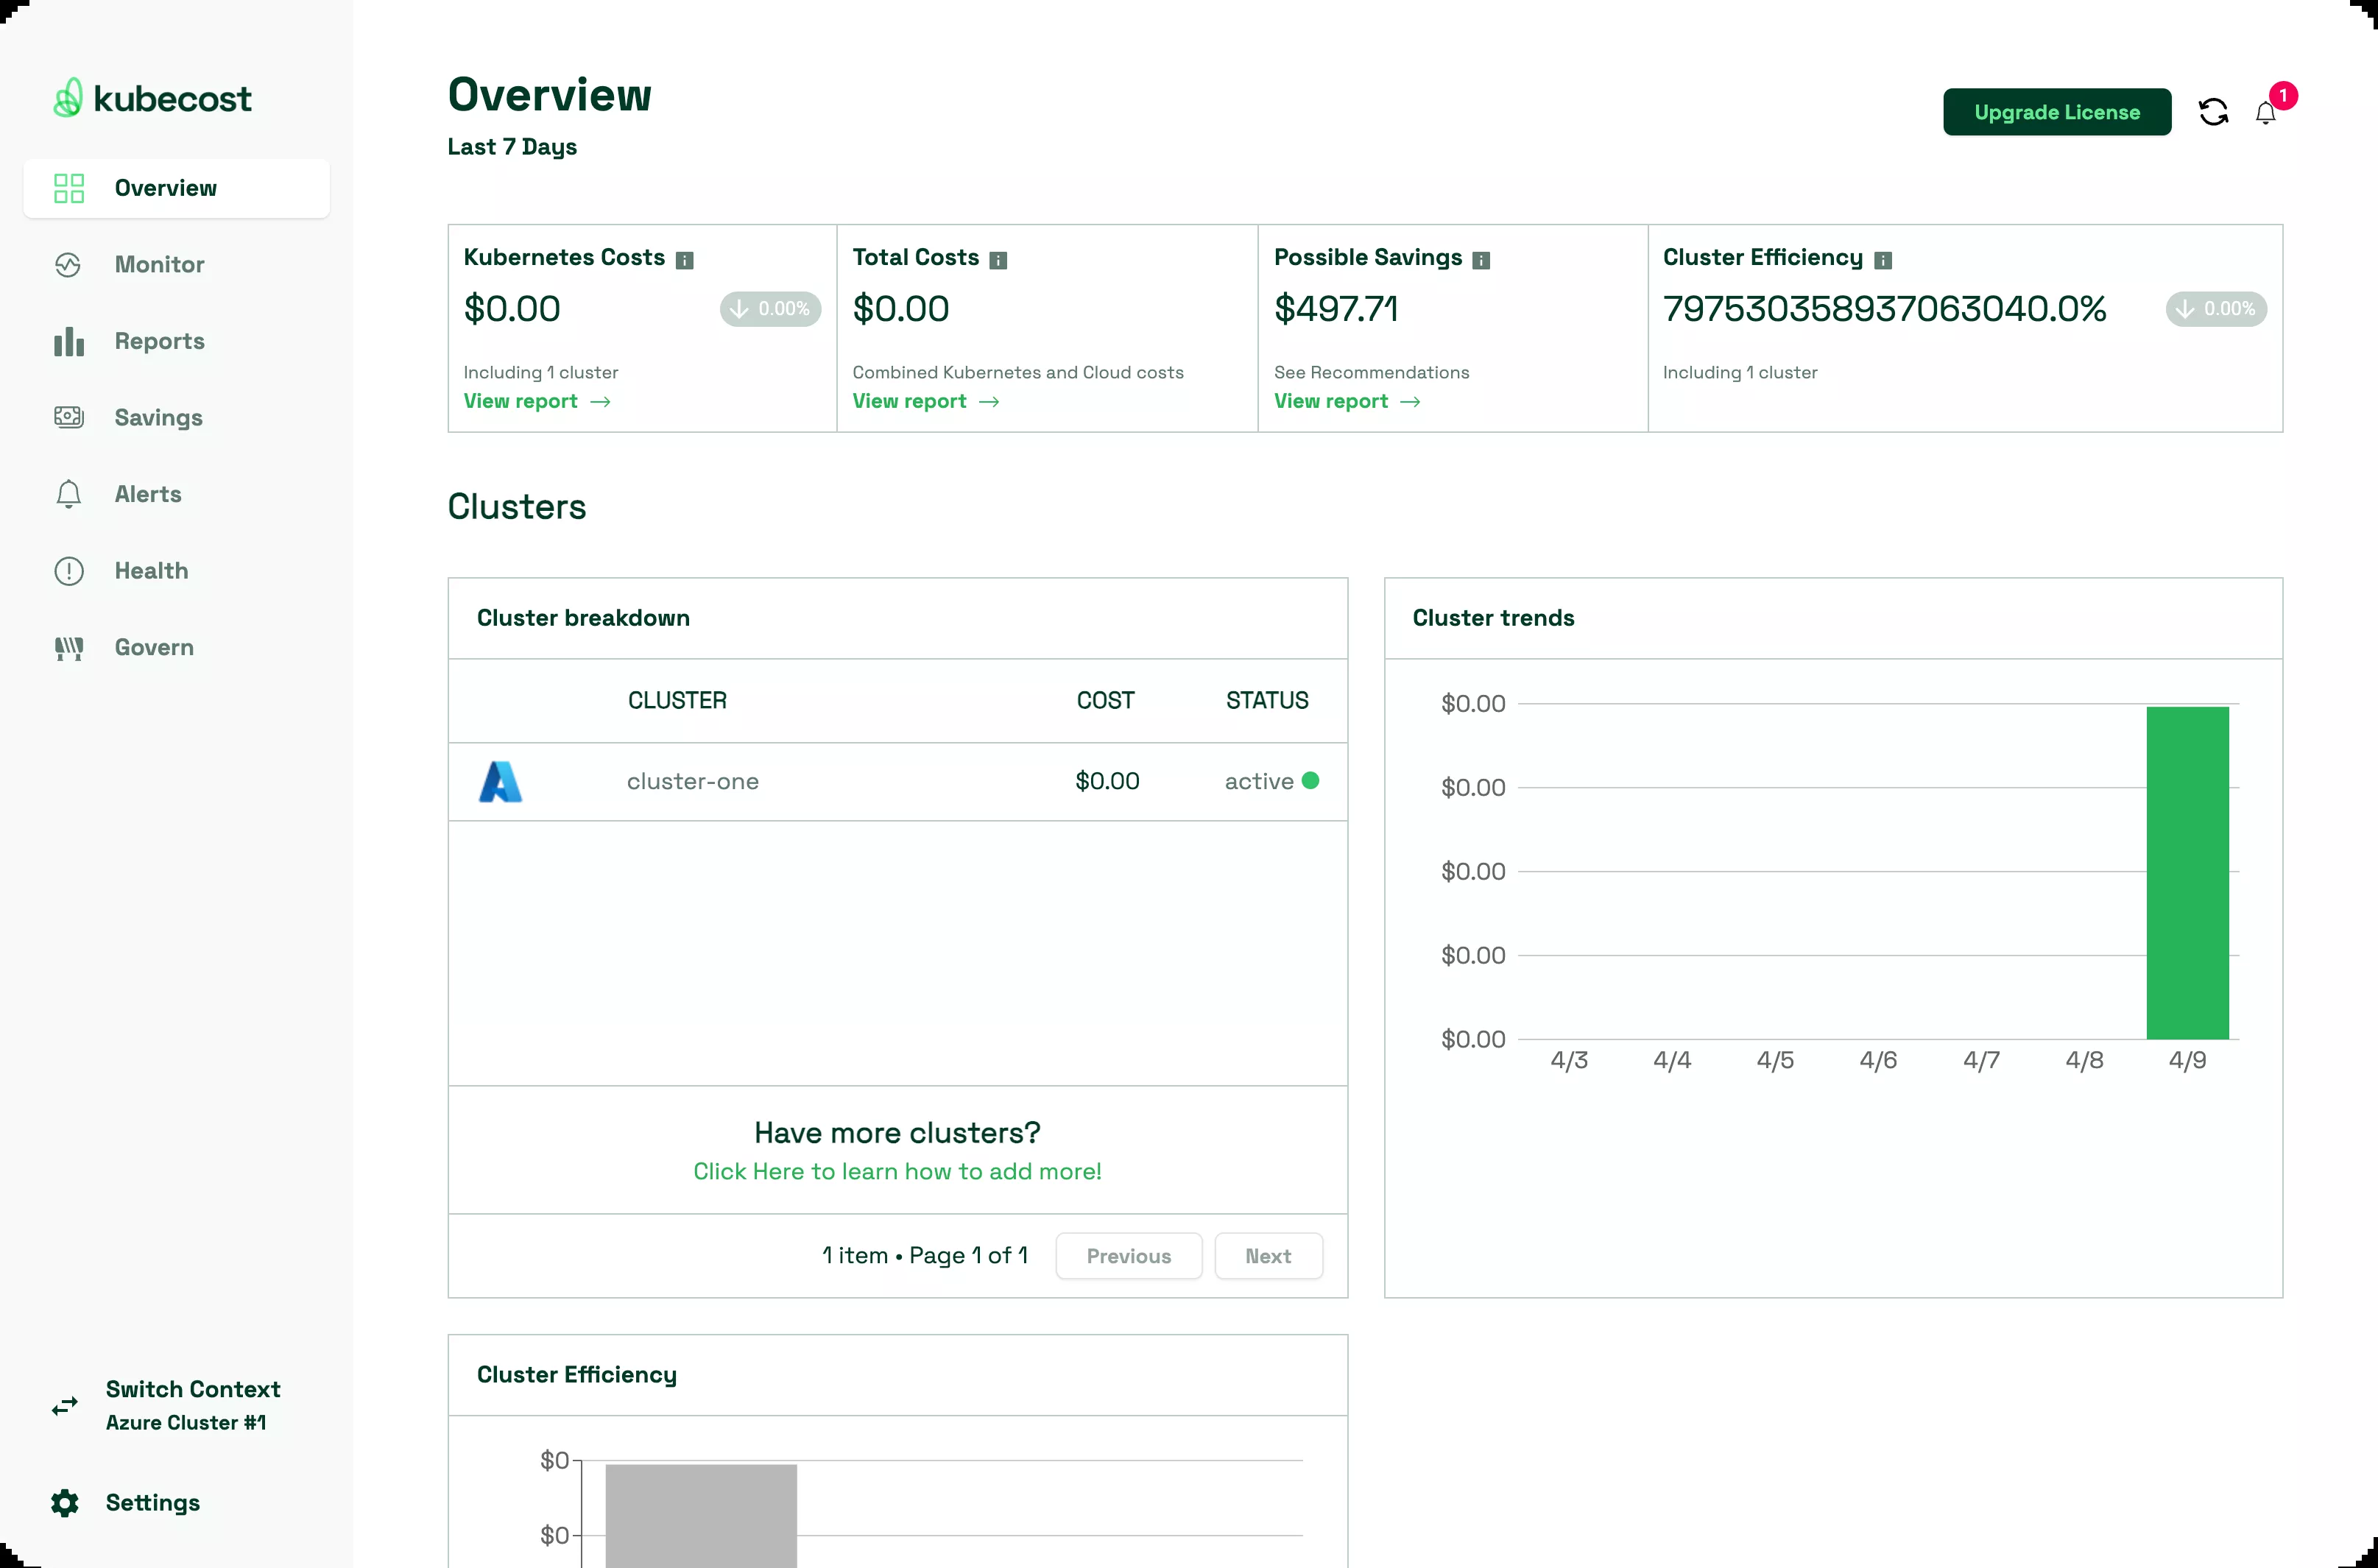 kubecost
Overview
Monitor
Reports
Savings
Alerts
Health
Govern
Switch Context
Azure Cluster #1
Settings
Overview
Last 7 Days
Upgrade License
1
Kubernetes Costs
$0.00
0.00%
Including 1 cluster
View report
Total Costs
$0.00
Combined Kubernetes and Cloud costs
View report
Possible Savings
$497.71
See Recommendations
View report
Cluster Efficiency
797530358937063040.0%
0.00%
Including 1 cluster
Clusters
Cluster breakdown
CLUSTER COST STATUS
cluster-one $0.00 active
Have more clusters?
Click Here to learn how to add more!
1 item • Page 1 of 1 Previous Next
Cluster trends
$0.00
$0.00
$0.00
$0.00
$0.00
4/3 4/4 4/5 4/6 4/7 4/8 4/9
Cluster Efficiency
$0
$0